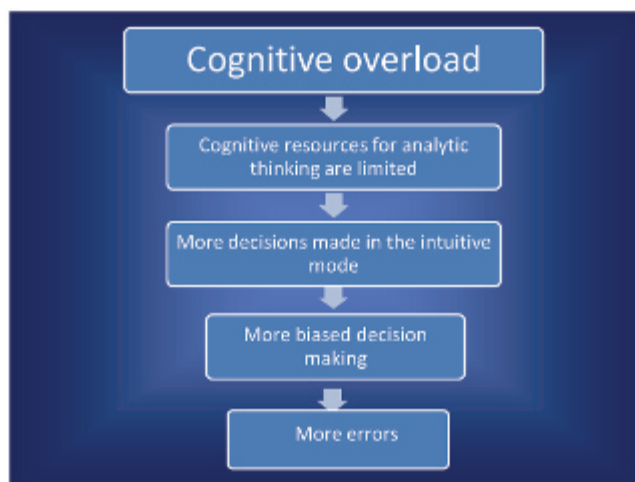 Cognitive overload
Cognitive resources for analytic
thinking are limited
More decisions made in the intuitive
mode
More biased decision
making
More errors